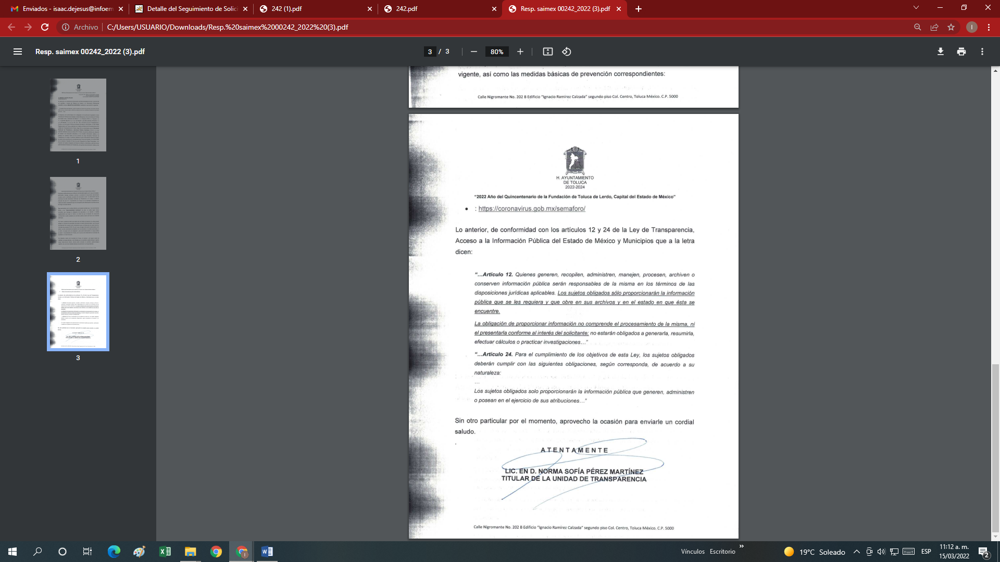 Enviados - isaac.dejesus@infoem
Detalle del Seguimiento de Solici
242 (1).pdf
242.pdf
Resp. saimex 00242_2022 (3).pdf
Archivo
C:/Users/USUARIO/Downloads/Resp.%20saimex%2000242_2022%20(3).pdf
I
Resp. saimex 00242_2022 (3).pdf
3 / 3
80%
1
2
3
vigente, así como las medidas básicas de prevención correspondientes:
Calle Nigromante No. 202 B Edificio "Ignacio Ramírez Calzada" segundo piso Col. Centro, Toluca México. C.P. 5000
H. AYUNTAMIENTO
DE TOLUCA
2022-2024
"2022 Año del Quincentenario de la Fundación de Toluca de Lerdo, Capital del Estado de México"
• : https://coronavirus.gob.mx/semaforo/
Lo anterior, de conformidad con los artículos 12 y 24 de la Ley de Transparencia,
Acceso a la Información Pública del Estado de México y Municipios que a la letra
dicen:
"...Artículo 12. Quienes generen, recopilen, administren, manejen, procesen, archiven o
conserven información pública serán responsables de la misma en los términos de las
disposiciones jurídicas aplicables. Los sujetos obligados sólo proporcionarán la información
pública que se les requiera y que obre en sus archivos y en el estado en que ésta se
encuentre.
La obligación de proporcionar información no comprende el procesamiento de la misma, ni
el presentarla conforme al interés del solicitante; no estarán obligados a generarla, resumirla,
efectuar cálculos o practicar investigaciones..."
"...Artículo 24. Para el cumplimiento de los objetivos de esta Ley, los sujetos obligados
deberán cumplir con las siguientes obligaciones, según corresponda, de acuerdo a su
naturaleza:
...
Los sujetos obligados solo proporcionarán la información pública que generen, administren
o posean en el ejercicio de sus atribuciones..."
Sin otro particular por el momento, aprovecho la ocasión para enviarle un cordial
saludo.
.
A T E N T A M E N T E
LIC. EN D. NORMA SOFÍA PÉREZ MARTÍNEZ
TITULAR DE LA UNIDAD DE TRANSPARENCIA
Calle Nigromante No. 202 B Edificio "Ignacio Ramírez Calzada" segundo piso Col. Centro, Toluca México. C.P. 5000
Vínculos
Escritorio
19°C Soleado
ESP
11:12 a. m.
15/03/2022
2